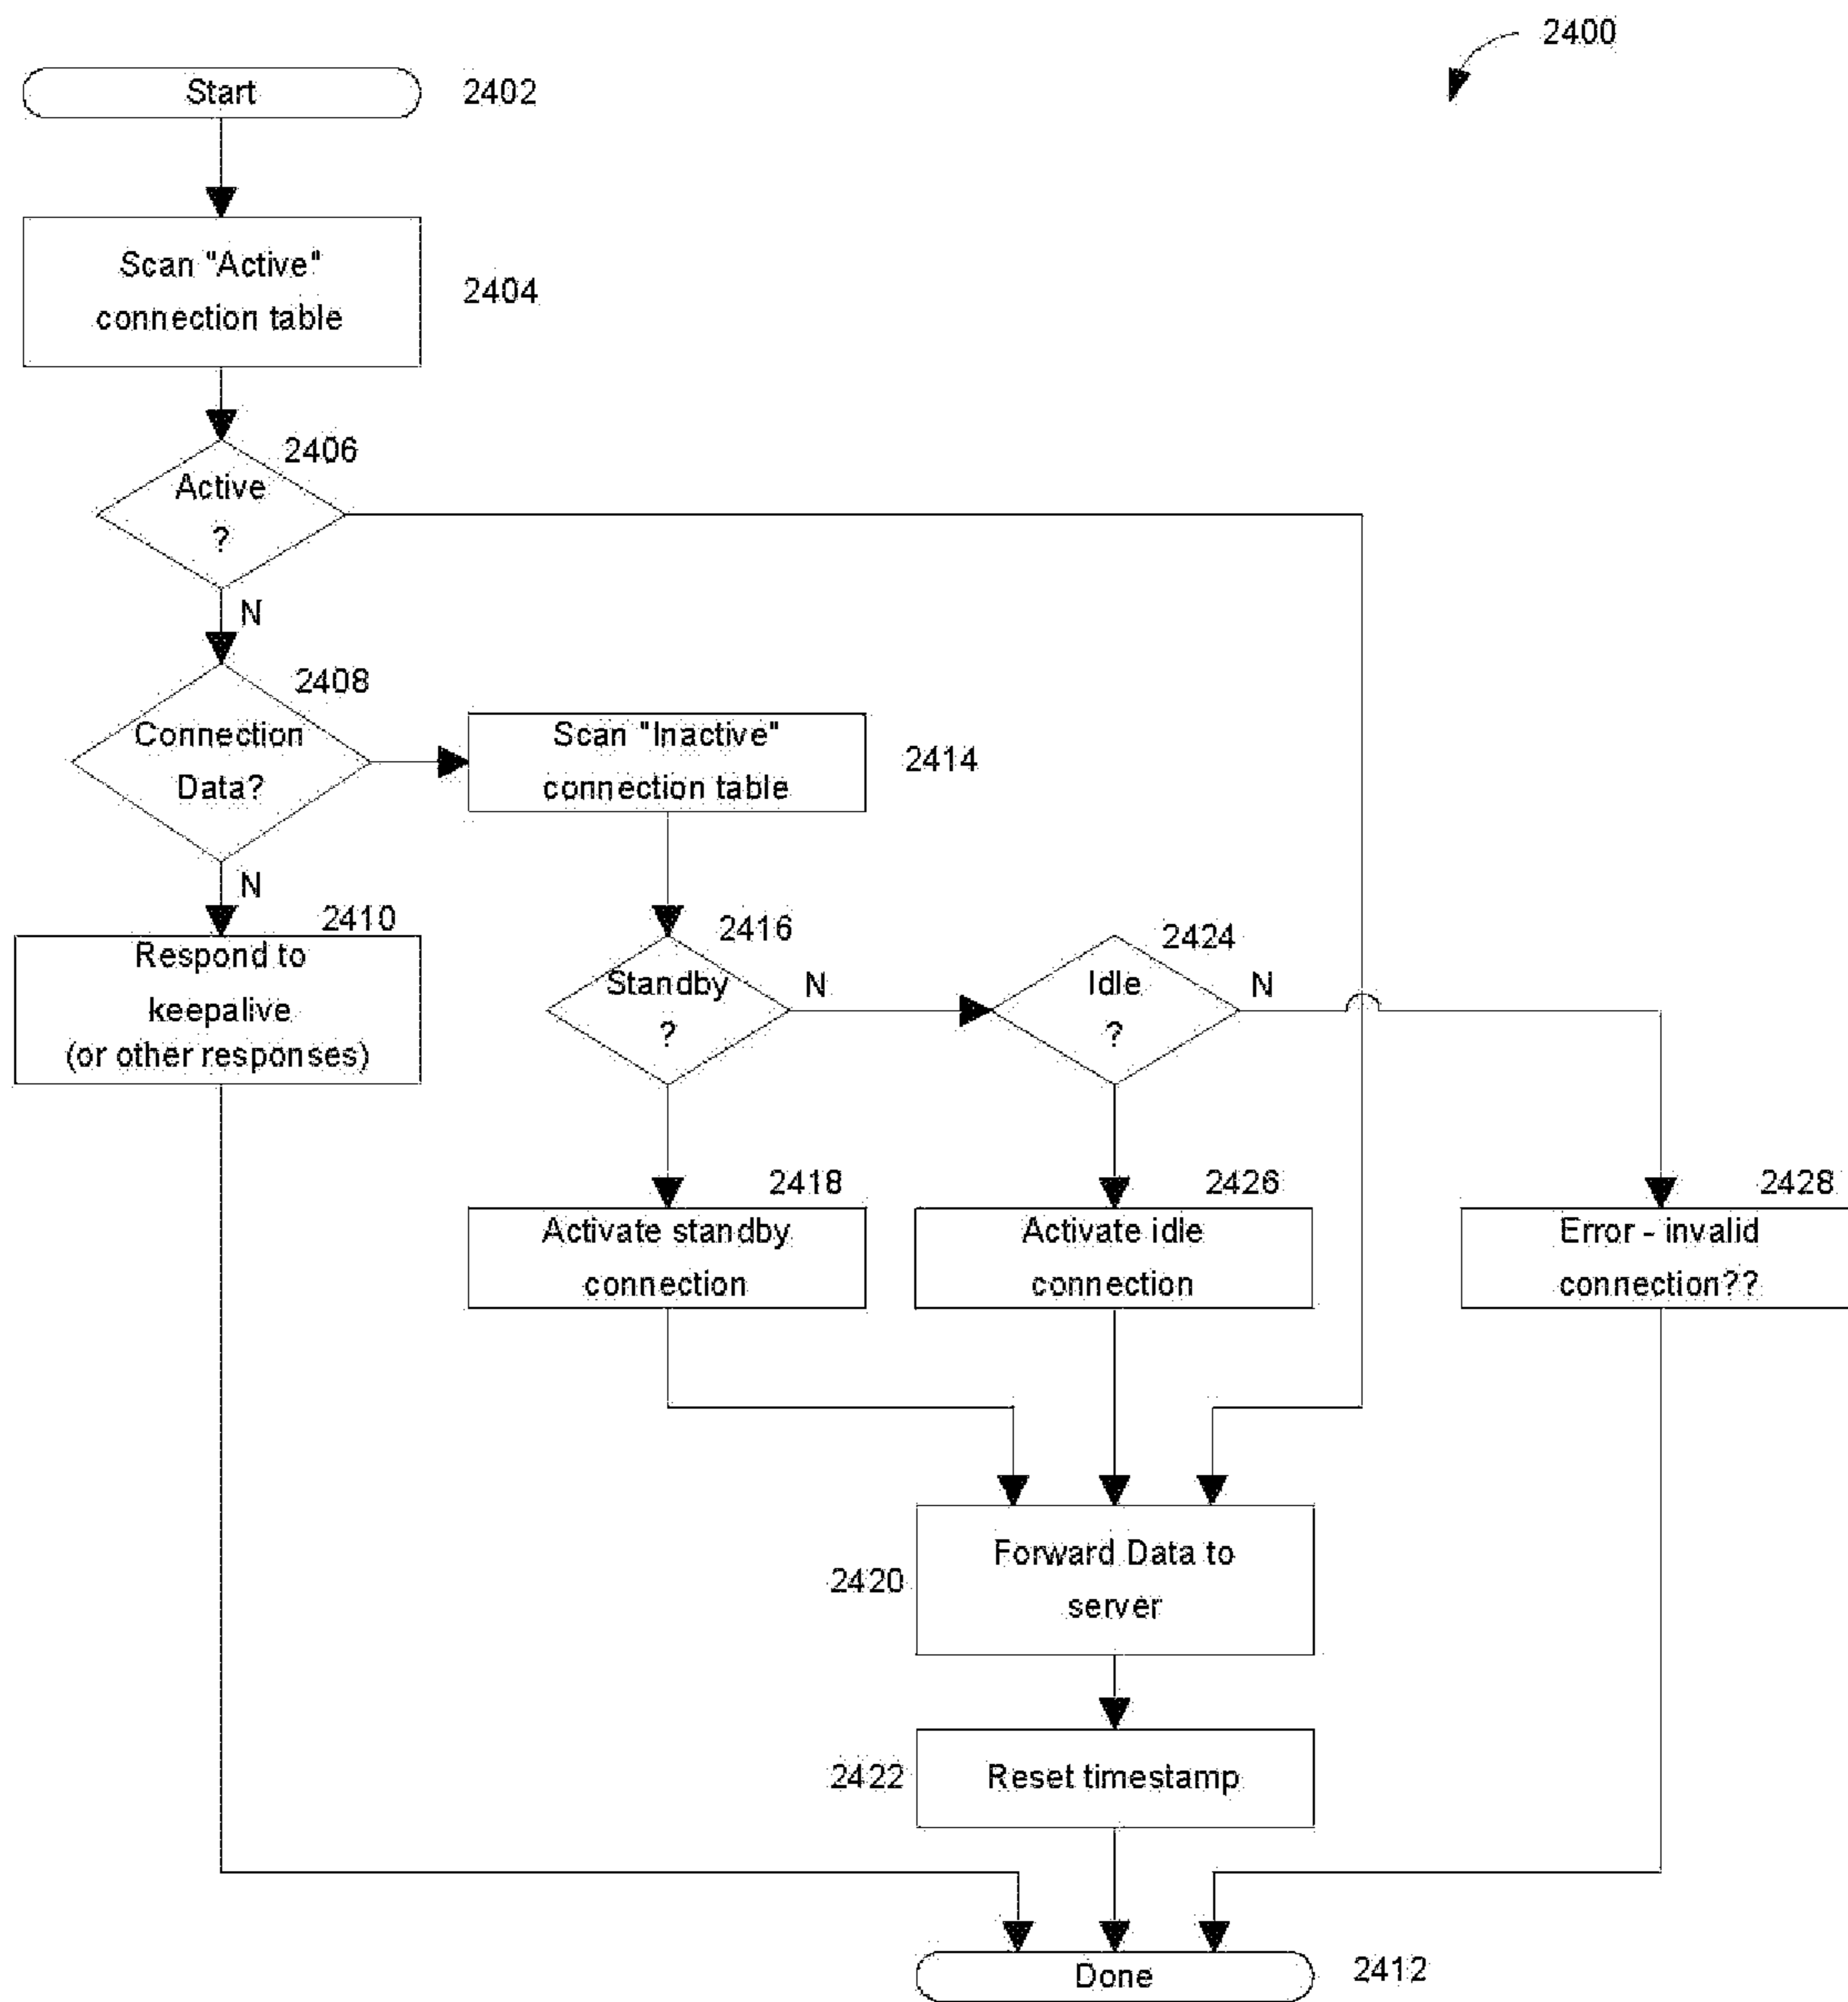 2400
Start
2402
Scan "Active"
connection table
2404
2406
Active
?
N
2408
Connection
Data?
Scan "Inactive"
connection table
2414
N
2410
Respond to
keepalive
(or other responses)
2416
Standby
?
N
2424
Idle
?
N
2418
Activate standby
connection
2426
Activate idle
connection
2428
Error - invalid
connection??
Forward Data to
server
2420
2422
Reset timestamp
Done
2412